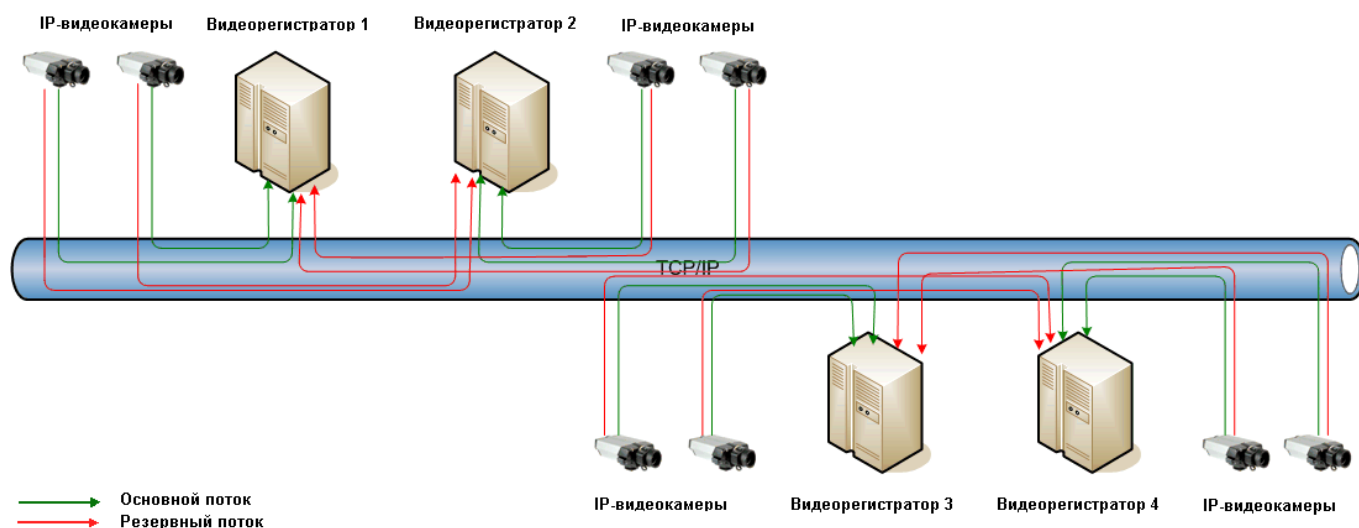 IP-видеокамеры
Видеорегистратор 1
Видеорегистратор 2
IP-видеокамеры
TCP/IP
IP-видеокамеры
Видеорегистратор 3
Видеорегистратор 4
IP-видеокамеры
Основной поток
Резервный поток